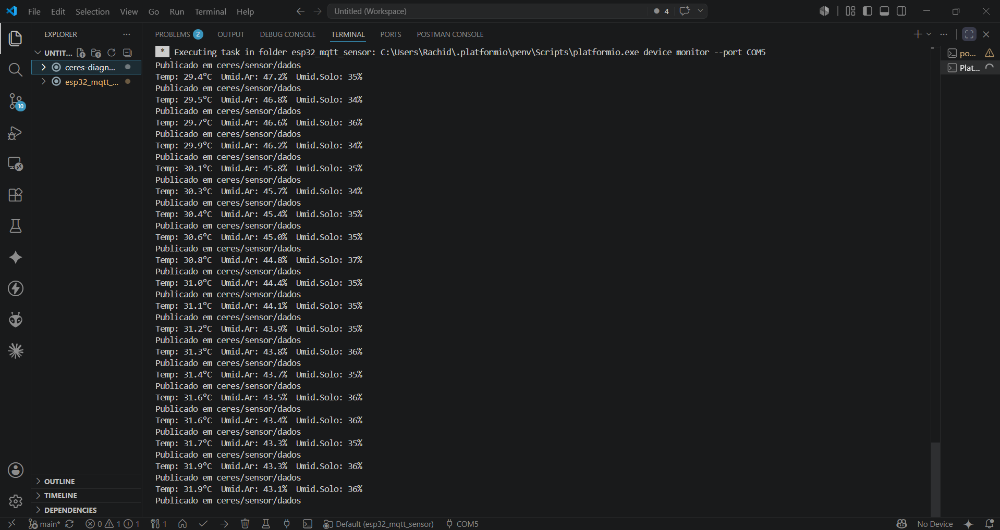 File Edit Selection View Go Run Terminal Help
Untitled (Workspace)
4
EXPLORER
UNTIT...
ceres-diagn...
esp32_mqtt_...
10
PROBLEMS 2 OUTPUT DEBUG CONSOLE TERMINAL PORTS POSTMAN CONSOLE
* Executing task in folder esp32_mqtt_sensor: C:\Users\Rachid\.platformio\penv\Scripts\platformio.exe device monitor --port COM5
Publicado em ceres/sensor/dados
Temp: 29.4°C Umid.Ar: 47.2% Umid.Solo: 35%
Publicado em ceres/sensor/dados
Temp: 29.5°C Umid.Ar: 46.8% Umid.Solo: 34%
Publicado em ceres/sensor/dados
Temp: 29.7°C Umid.Ar: 46.6% Umid.Solo: 36%
Publicado em ceres/sensor/dados
Temp: 29.9°C Umid.Ar: 46.2% Umid.Solo: 34%
Publicado em ceres/sensor/dados
Temp: 30.1°C Umid.Ar: 45.8% Umid.Solo: 35%
Publicado em ceres/sensor/dados
Temp: 30.3°C Umid.Ar: 45.7% Umid.Solo: 34%
Publicado em ceres/sensor/dados
Temp: 30.4°C Umid.Ar: 45.4% Umid.Solo: 35%
Publicado em ceres/sensor/dados
Temp: 30.6°C Umid.Ar: 45.0% Umid.Solo: 35%
Publicado em ceres/sensor/dados
Temp: 30.8°C Umid.Ar: 44.8% Umid.Solo: 37%
Publicado em ceres/sensor/dados
Temp: 31.0°C Umid.Ar: 44.4% Umid.Solo: 35%
Publicado em ceres/sensor/dados
Temp: 31.1°C Umid.Ar: 44.1% Umid.Solo: 35%
Publicado em ceres/sensor/dados
Temp: 31.2°C Umid.Ar: 43.9% Umid.Solo: 35%
Publicado em ceres/sensor/dados
Temp: 31.3°C Umid.Ar: 43.8% Umid.Solo: 36%
Publicado em ceres/sensor/dados
Temp: 31.4°C Umid.Ar: 43.7% Umid.Solo: 35%
Publicado em ceres/sensor/dados
Temp: 31.6°C Umid.Ar: 43.5% Umid.Solo: 36%
Publicado em ceres/sensor/dados
Temp: 31.6°C Umid.Ar: 43.4% Umid.Solo: 36%
Publicado em ceres/sensor/dados
Temp: 31.7°C Umid.Ar: 43.3% Umid.Solo: 35%
Publicado em ceres/sensor/dados
Temp: 31.9°C Umid.Ar: 43.3% Umid.Solo: 36%
Publicado em ceres/sensor/dados
Temp: 31.9°C Umid.Ar: 43.1% Umid.Solo: 36%
Publicado em ceres/sensor/dados
po...
Plat...
OUTLINE
TIMELINE
DEPENDENCIES
main* 0 1 1 1 Default (esp32_mqtt_sensor) COM5 No Device